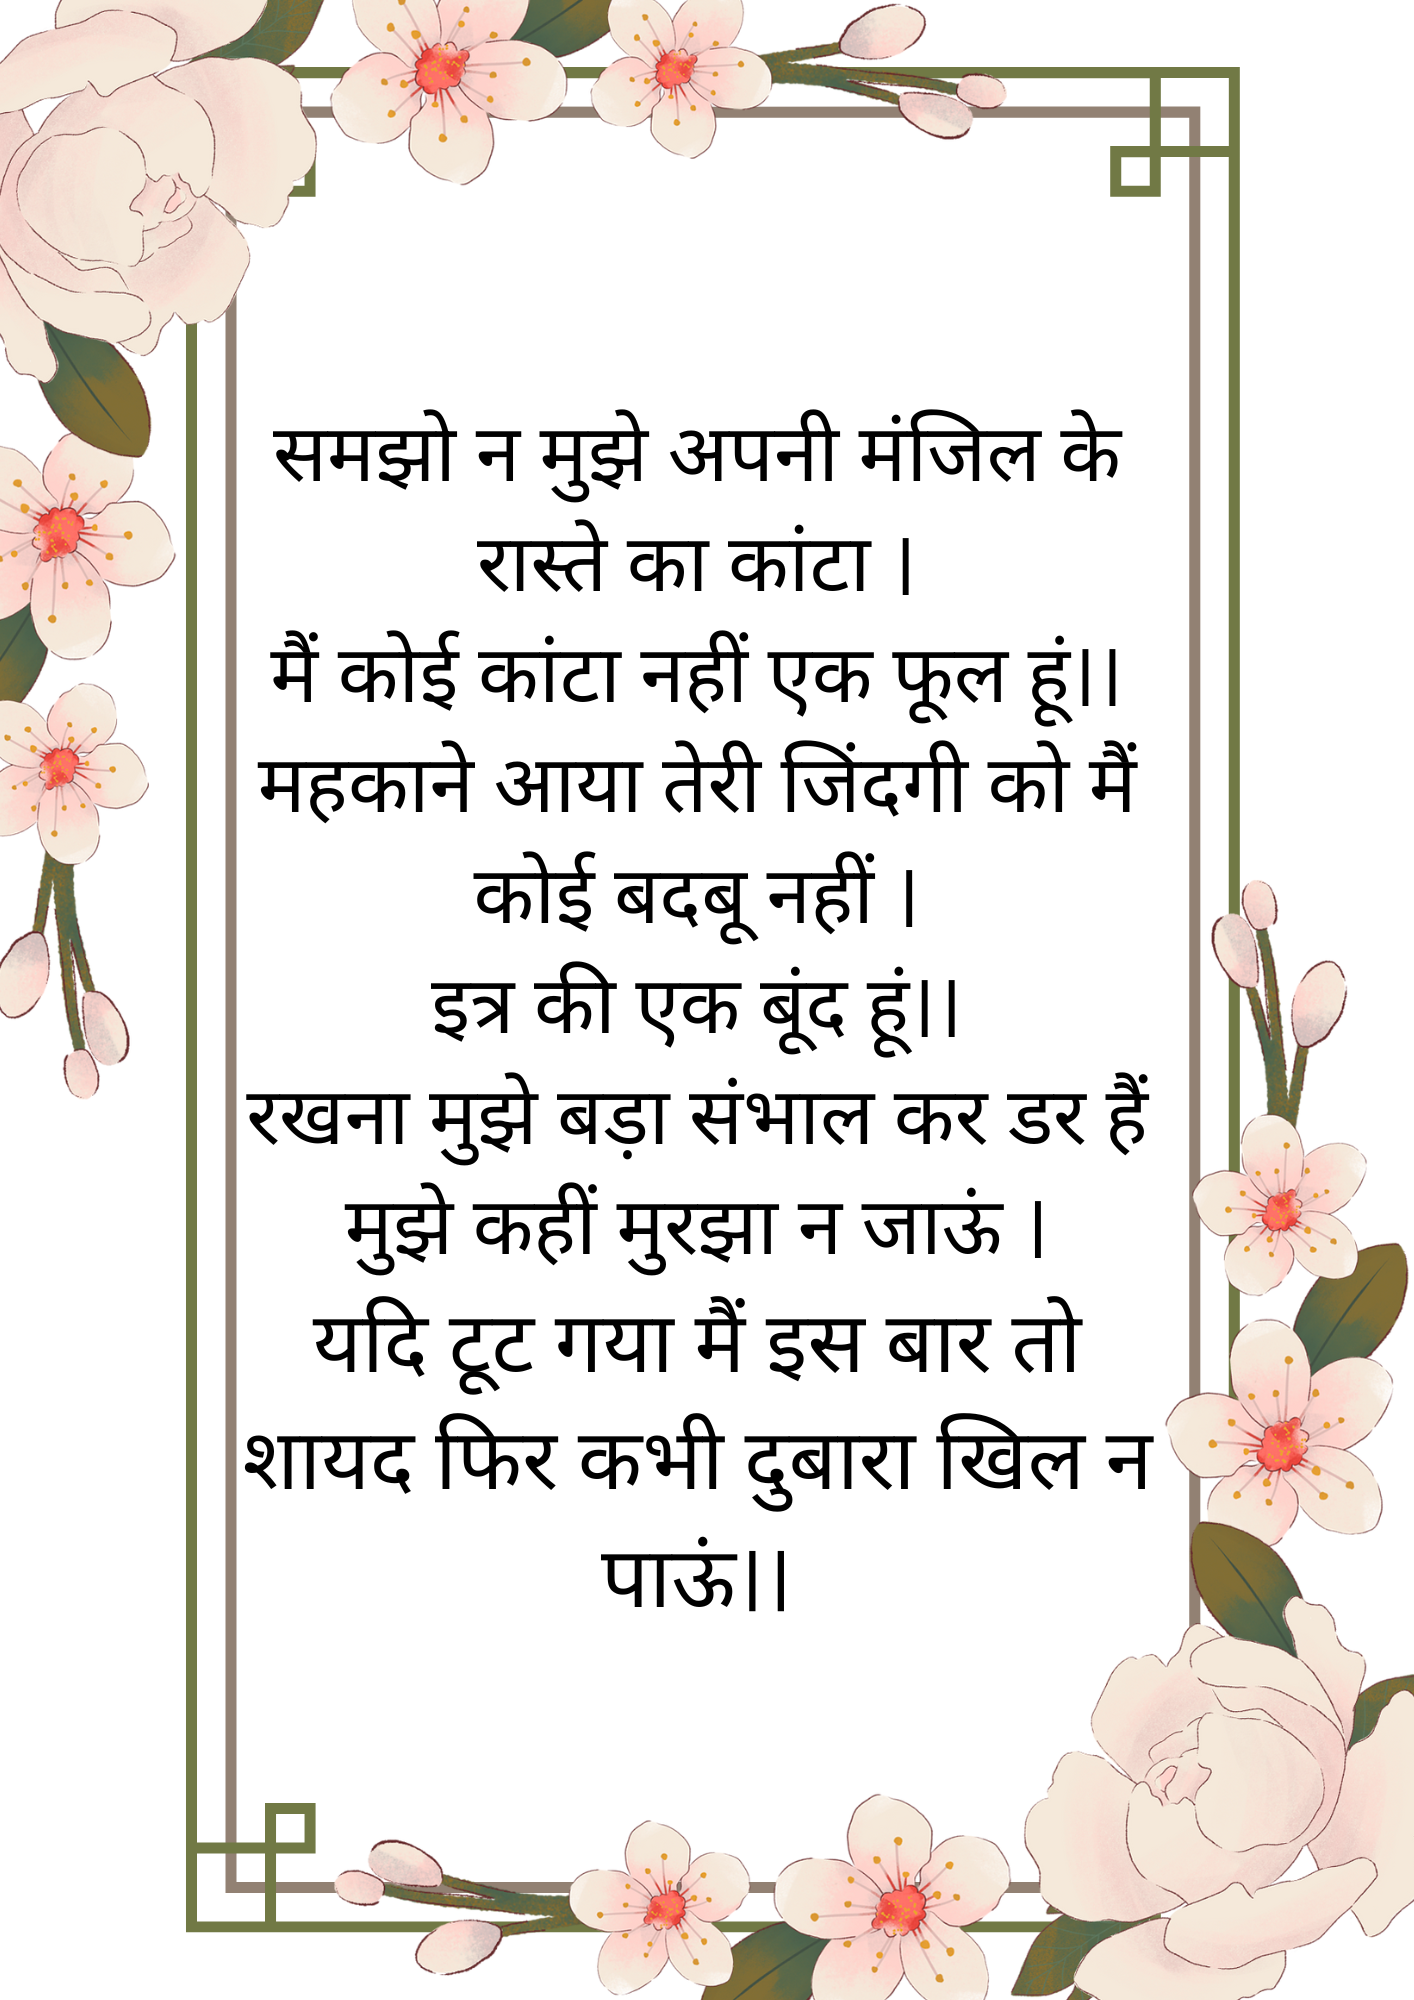 समझो न मुझे अपनी मंजिल के
रास्ते का कांटा ।
मैं कोई कांटा नहीं एक फूल हूं।।
महकाने आया तेरी जिंदगी को मैं
कोई बदबू नहीं ।
इत्र की एक बूंद हूं।।
रखना मुझे बड़ा संभाल कर डर हैं
मुझे कहीं मुरझा न जाऊं ।
यदि टूट गया मैं इस बार तो
शायद फिर कभी दुबारा खिल न
पाऊं।।